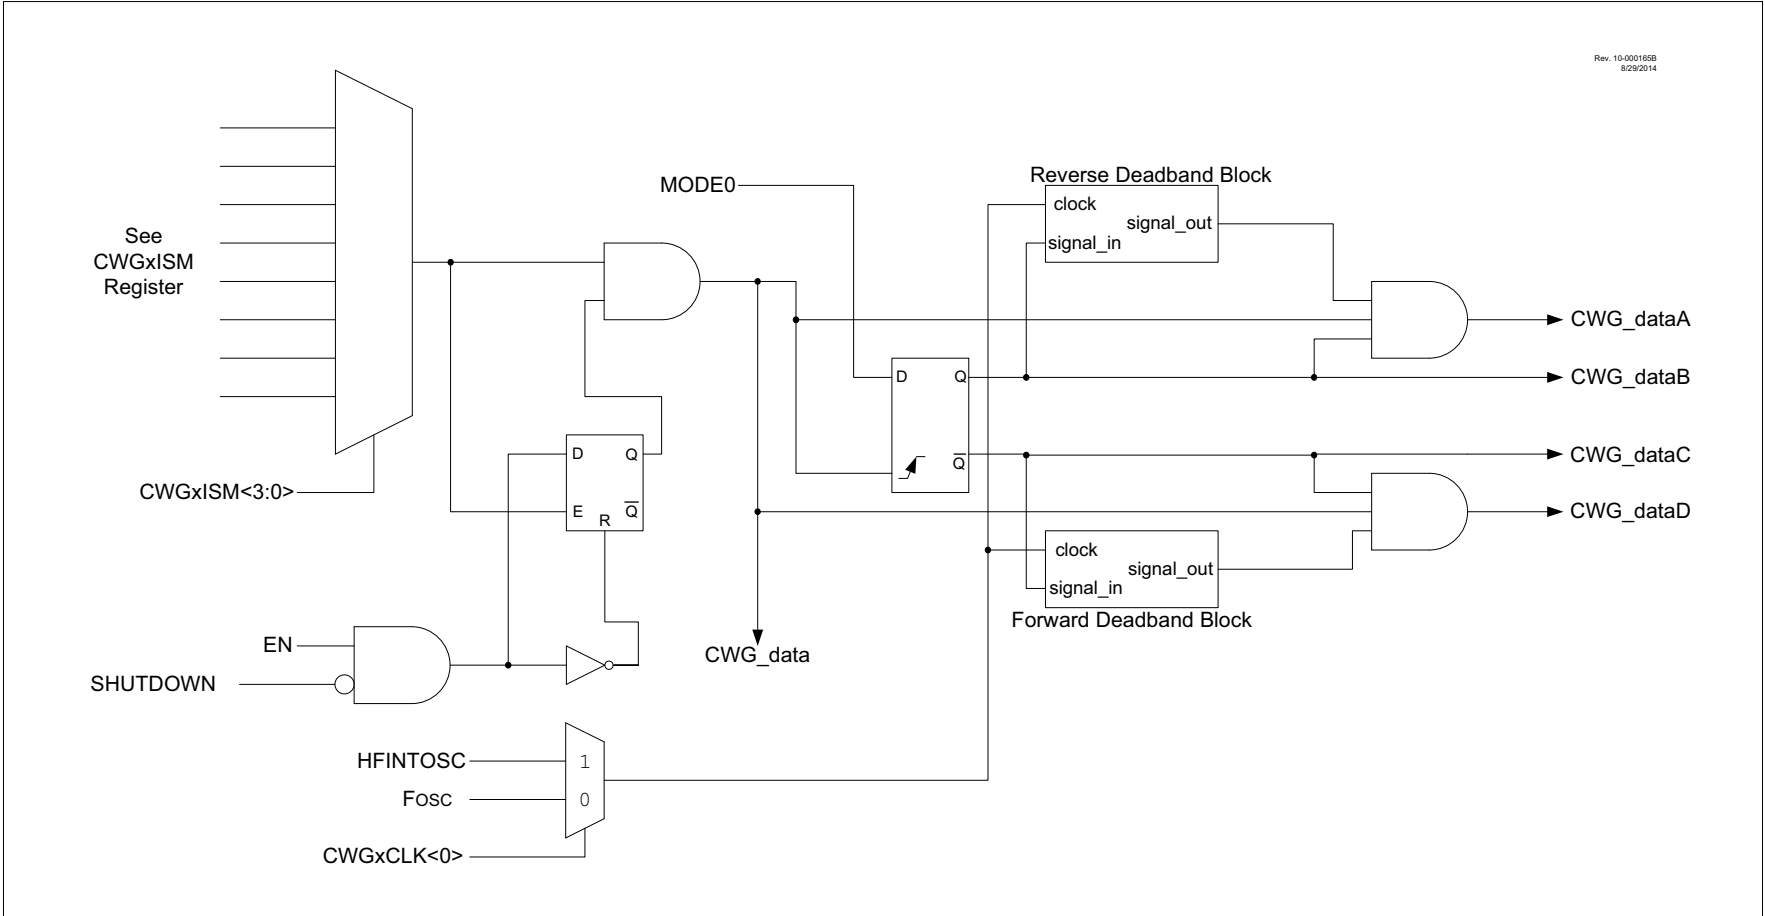 Rev. 10-000165B
8/29/2014
See
CWGxISM
Register
CWGxISM<3:0>
MODE0
Reverse Deadband Block
clock
signal_in
signal_out
CWG_dataA
D
Q
Q̅
CWG_dataB
CWG_dataC
CWG_dataD
D
Q
E
R
Q̅
clock
signal_in
signal_out
Forward Deadband Block
EN
SHUTDOWN
CWG_data
HFINTOSC
1
FOSC
0
CWGxCLK<0>